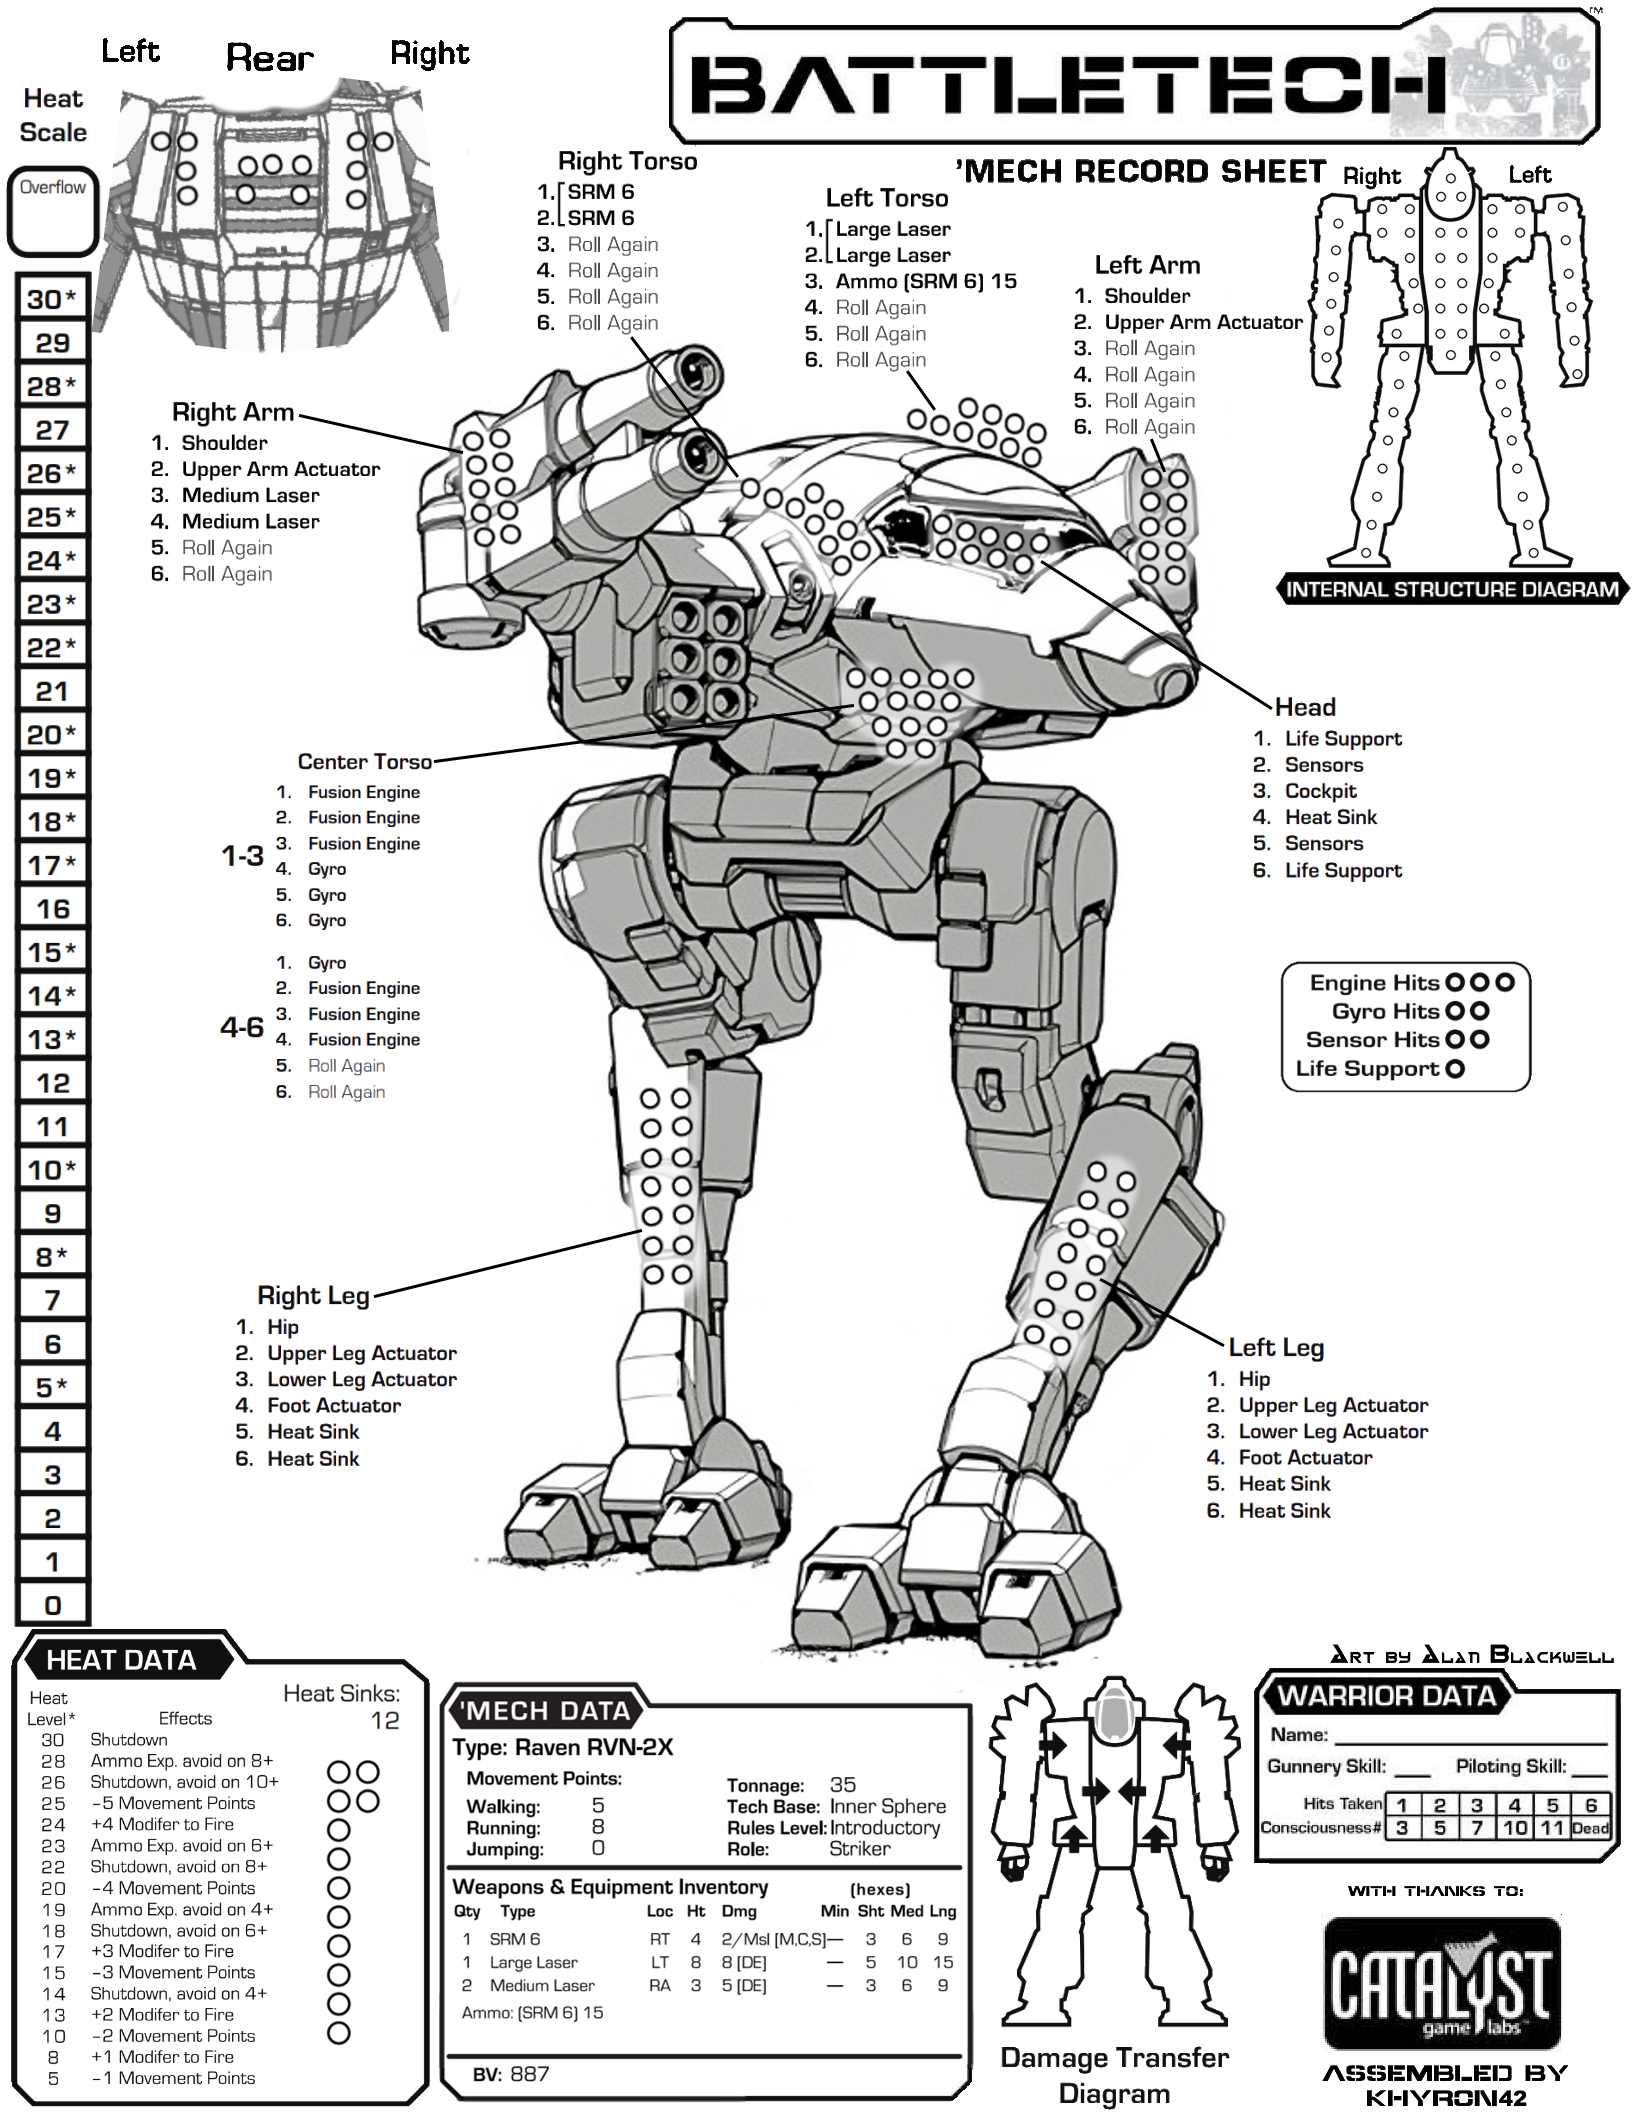 BATTLETECH
™
'MECH RECORD SHEET
Left Rear Right
Heat
Scale
Overflow
30*
29
28*
27
26*
25*
24*
23*
22*
21
20*
19*
18*
17*
16
15*
14*
13*
12
11
10*
9
8*
7
6
5*
4
3
2
1
0
Right Torso
1. SRM 6
2. SRM 6
3. Roll Again
4. Roll Again
5. Roll Again
6. Roll Again
Left Torso
1. Large Laser
2. Large Laser
3. Ammo (SRM 6) 15
4. Roll Again
5. Roll Again
6. Roll Again
Left Arm
1. Shoulder
2. Upper Arm Actuator
3. Roll Again
4. Roll Again
5. Roll Again
6. Roll Again
Right Left
INTERNAL STRUCTURE DIAGRAM
Right Arm
1. Shoulder
2. Upper Arm Actuator
3. Medium Laser
4. Medium Laser
5. Roll Again
6. Roll Again
Head
1. Life Support
2. Sensors
3. Cockpit
4. Heat Sink
5. Sensors
6. Life Support
Center Torso
1-3
1. Fusion Engine
2. Fusion Engine
3. Fusion Engine
4. Gyro
5. Gyro
6. Gyro
4-6
1. Gyro
2. Fusion Engine
3. Fusion Engine
4. Fusion Engine
5. Roll Again
6. Roll Again
Engine Hits
Gyro Hits
Sensor Hits
Life Support
Right Leg
1. Hip
2. Upper Leg Actuator
3. Lower Leg Actuator
4. Foot Actuator
5. Heat Sink
6. Heat Sink
Left Leg
1. Hip
2. Upper Leg Actuator
3. Lower Leg Actuator
4. Foot Actuator
5. Heat Sink
6. Heat Sink
HEAT DATA
Heat Sinks:
12
Heat
Level* Effects
30 Shutdown
28 Ammo Exp. avoid on 8+
26 Shutdown, avoid on 10+
25 -5 Movement Points
24 +4 Modifer to Fire
23 Ammo Exp. avoid on 6+
22 Shutdown, avoid on 8+
20 -4 Movement Points
19 Ammo Exp. avoid on 4+
18 Shutdown, avoid on 6+
17 +3 Modifer to Fire
15 -3 Movement Points
14 Shutdown, avoid on 4+
13 +2 Modifer to Fire
10 -2 Movement Points
8 +1 Modifer to Fire
5 -1 Movement Points
'MECH DATA
Type: Raven RVN-2X
Movement Points:
Walking: 5
Running: 8
Jumping: 0
Tonnage: 35
Tech Base: Inner Sphere
Rules Level: Introductory
Role: Striker
Weapons & Equipment Inventory (hexes)
Qty Type Loc Ht Dmg Min Sht Med Lng
1 SRM 6 RT 4 2/Msl [M,C,S] — 3 6 9
1 Large Laser LT 8 8 [DE] — 5 10 15
2 Medium Laser RA 3 5 [DE] — 3 6 9
Ammo: (SRM 6) 15
BV: 887
Damage Transfer
Diagram
Art by Alan Blackwell
WARRIOR DATA
Name:
Gunnery Skill: ___ Piloting Skill: ___
Hits Taken 1 2 3 4 5 6
Consciousness# 3 5 7 10 11 Dead
WITH THANKS TO:
CATALYST
game labs™
ASSEMBLED BY
KHYRON42